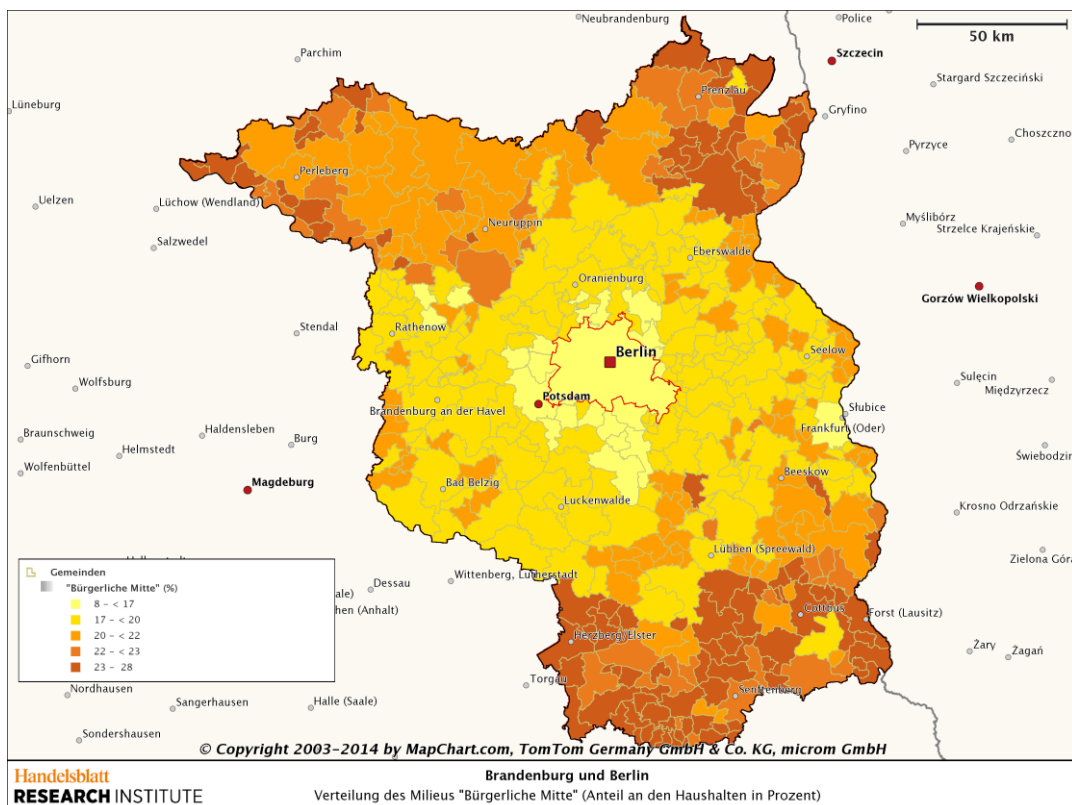 Neubrandenburg
Police
50 km
Parchim
Szczecin
Stargard Szczeciński
Prenzlau
Lüneburg
Gryfino
Choszczno
Pyrzyce
Perleberg
Uelzen
Lüchow (Wendland)
Myślibórz
Neuruppin
Strzelce Krajeńskie
Salzwedel
Eberswalde
Oranienburg
Gorzów Wielkopolski
Stendal
Rathenow
Berlin
Seelow
Gifhorn
Wolfsburg
Sulęcin
Międzyrzecz
Potsdam
Brandenburg an der Havel
Słubice
Frankfurt (Oder)
Braunschweig
Haldensleben
Burg
Helmstedt
Świebodzin
Wolfenbüttel
Beeskow
Magdeburg
Bad Belzig
Luckenwalde
Krosno Odrzańskie
Lübben (Spreewald)
Zielona Góra
Gemeinden
"Bürgerliche Mitte" (%)
8 - < 17
17 - < 20
20 - < 22
22 - < 23
23 - 28
Wittenberg, Lutherstadt
Dessau
(Anhalt)
Cottbus
Forst (Lausitz)
Herzberg/Elster
Żary
Żagań
Torgau
Senftenberg
Nordhausen
Sangerhausen
Halle (Saale)
Sondershausen
© Copyright 2003-2014 by MapChart.com, TomTom Germany GmbH & Co. KG, microm GmbH
Handelsblatt
RESEARCH INSTITUTE
Brandenburg und Berlin
Verteilung des Milieus "Bürgerliche Mitte" (Anteil an den Haushalten in Prozent)